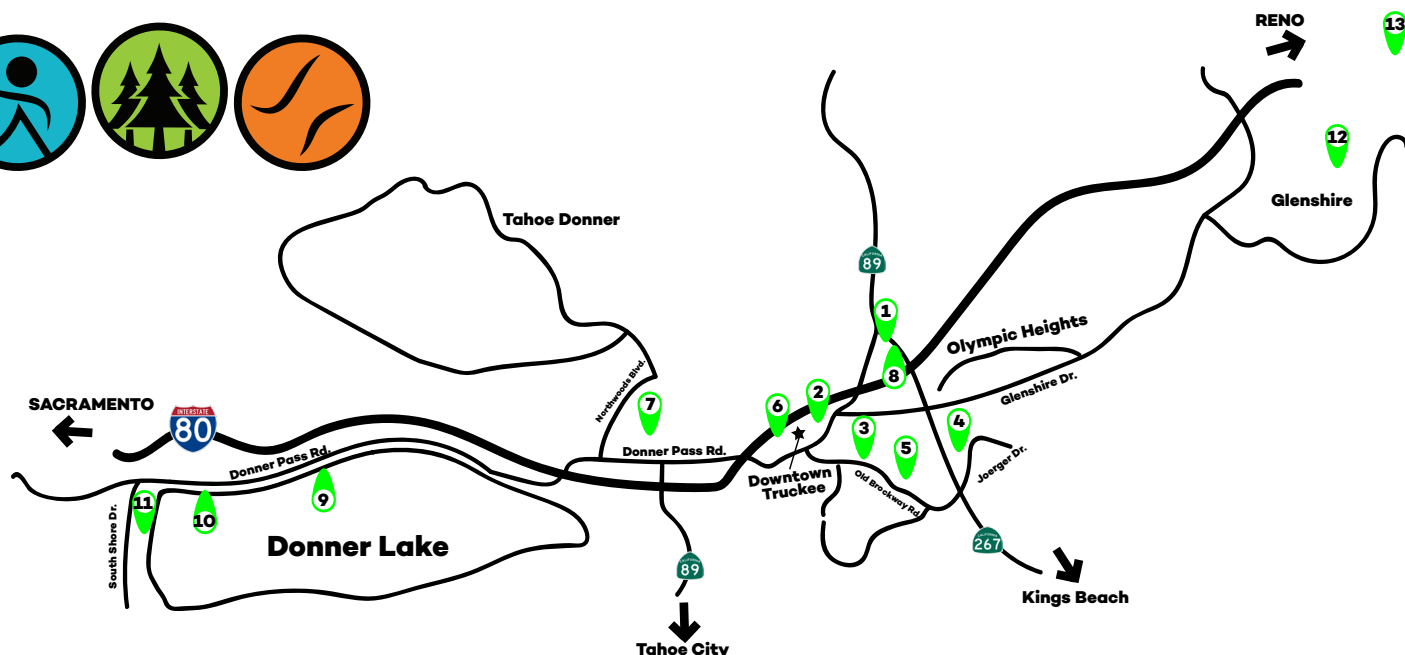 RENO
13
12
Glenshire
Tahoe Donner
89
1
Olympic Heights
8
Glenshire Dr.
SACRAMENTO
INTERSTATE
80
Northwoods Blvd.
7
6
2
3
4
5
Donner Pass Rd.
Donner Pass Rd.
Downtown
Truckee
Old Brockway Rd.
Joerger Dr.
11
10
9
South Shore Dr.
Donner Lake
267
89
Kings Beach
Tahoe City